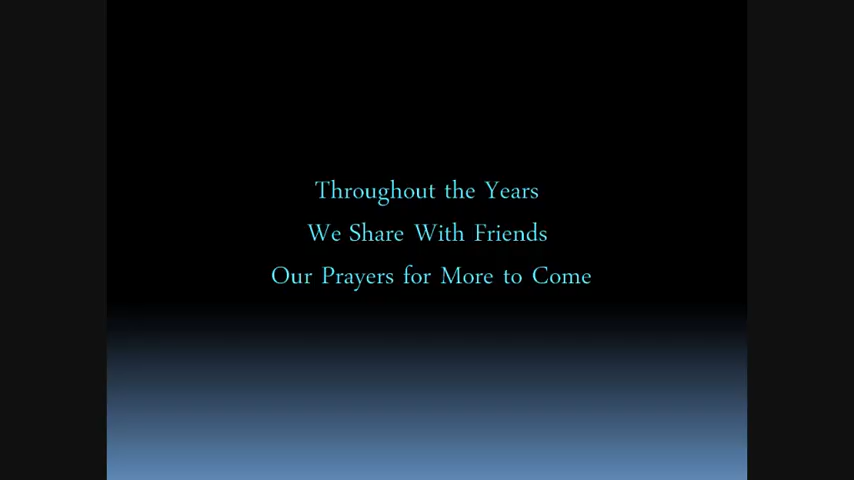 Throughout the Years
We Share With Friends
Our Prayers for More to Come